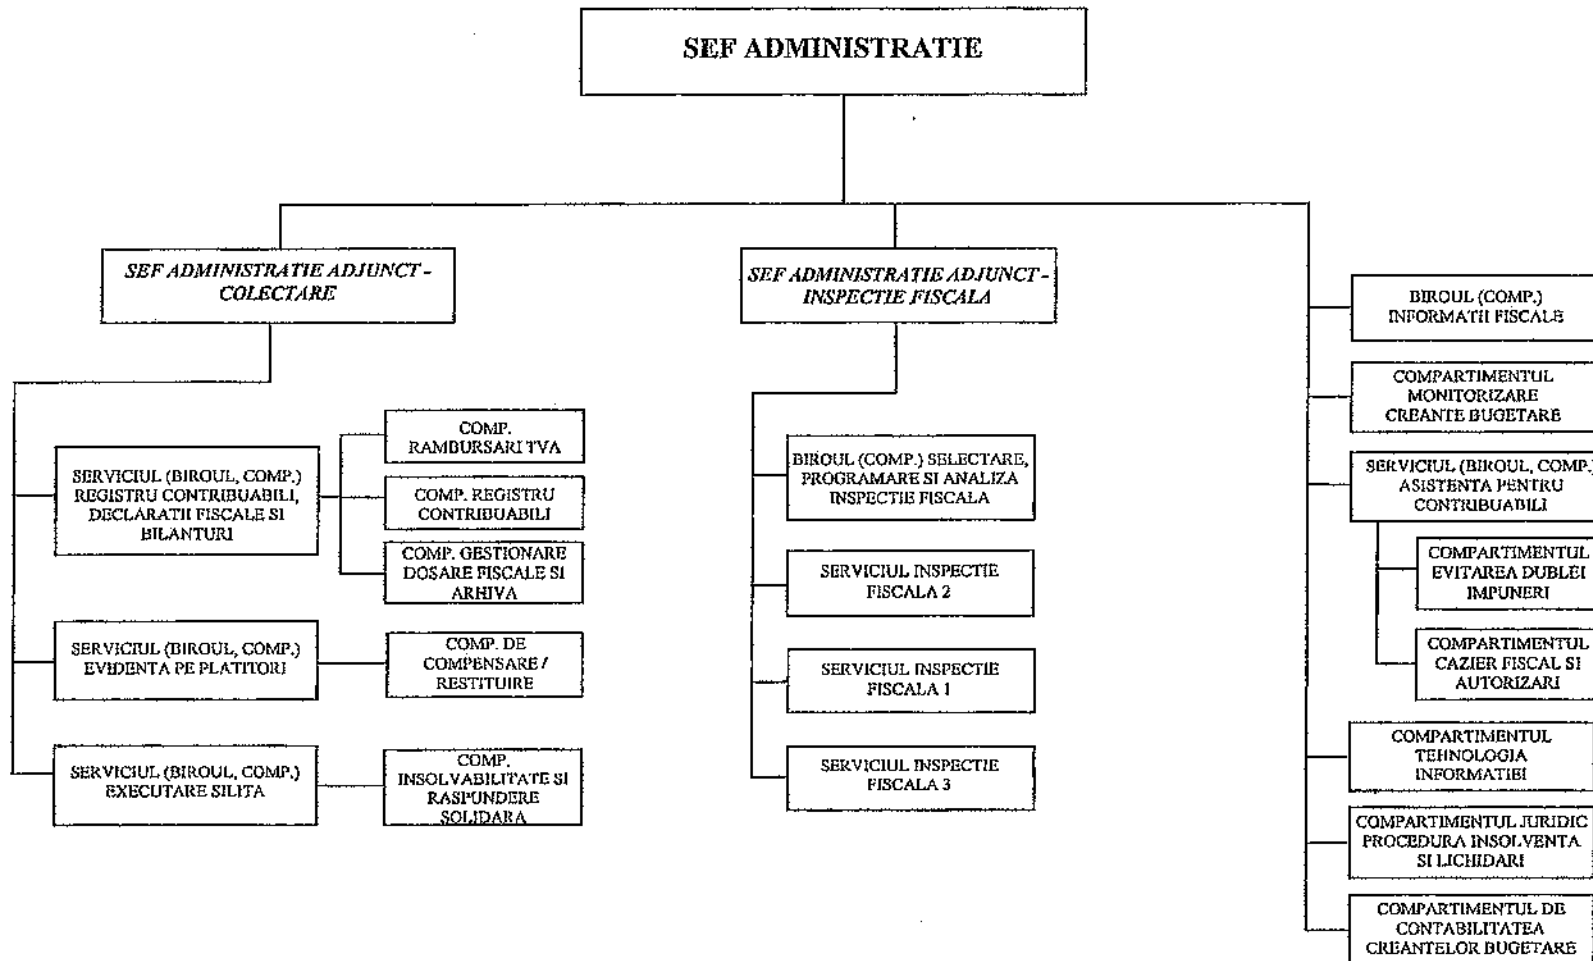 SEF ADMINISTRATIE
SEF ADMINISTRATIE ADJUNCT -
COLECTARE
SERVICIUL (BIROUL, COMP.)
REGISTRU CONTRIBUABILI,
DECLARATII FISCALE SI
BILANTURI
COMP.
RAMBURSARI TVA
COMP. REGISTRU
CONTRIBUABILI
COMP. GESTIONARE
DOSARE FISCALE SI
ARHIVA
SERVICIUL (BIROUL, COMP.)
EVIDENTA PE PLATITORI
COMP. DE
COMPENSARE /
RESTITUIRE
SERVICIUL (BIROUL, COMP.)
EXECUTARE SILITA
COMP.
INSOLVABILITATE SI
RASPUNDERE
SOLIDARA
SEF ADMINISTRATIE ADJUNCT -
INSPECTIE FISCALA
BIROUL (COMP.) SELECTARE,
PROGRAMARE SI ANALIZA
INSPECTIE FISCALA
SERVICIUL INSPECTIE
FISCALA 2
SERVICIUL INSPECTIE
FISCALA 1
SERVICIUL INSPECTIE
FISCALA 3
BIROUL (COMP.)
INFORMATII FISCALE
COMPARTIMENTUL
MONITORIZARE
CREANTE BUGETARE
SERVICIUL (BIROUL, COMP.)
ASISTENTA PENTRU
CONTRIBUABILI
COMPARTIMENTUL
EVITAREA DUBLEI
IMPUNERI
COMPARTIMENTUL
CAZIER FISCAL SI
AUTORIZARI
COMPARTIMENTUL
TEHNOLOGIA
INFORMATIEI
COMPARTIMENTUL JURIDIC
PROCEDURA INSOLVENTA
SI LICHIDARI
COMPARTIMENTUL DE
CONTABILITATEA
CREANTELOR BUGETARE